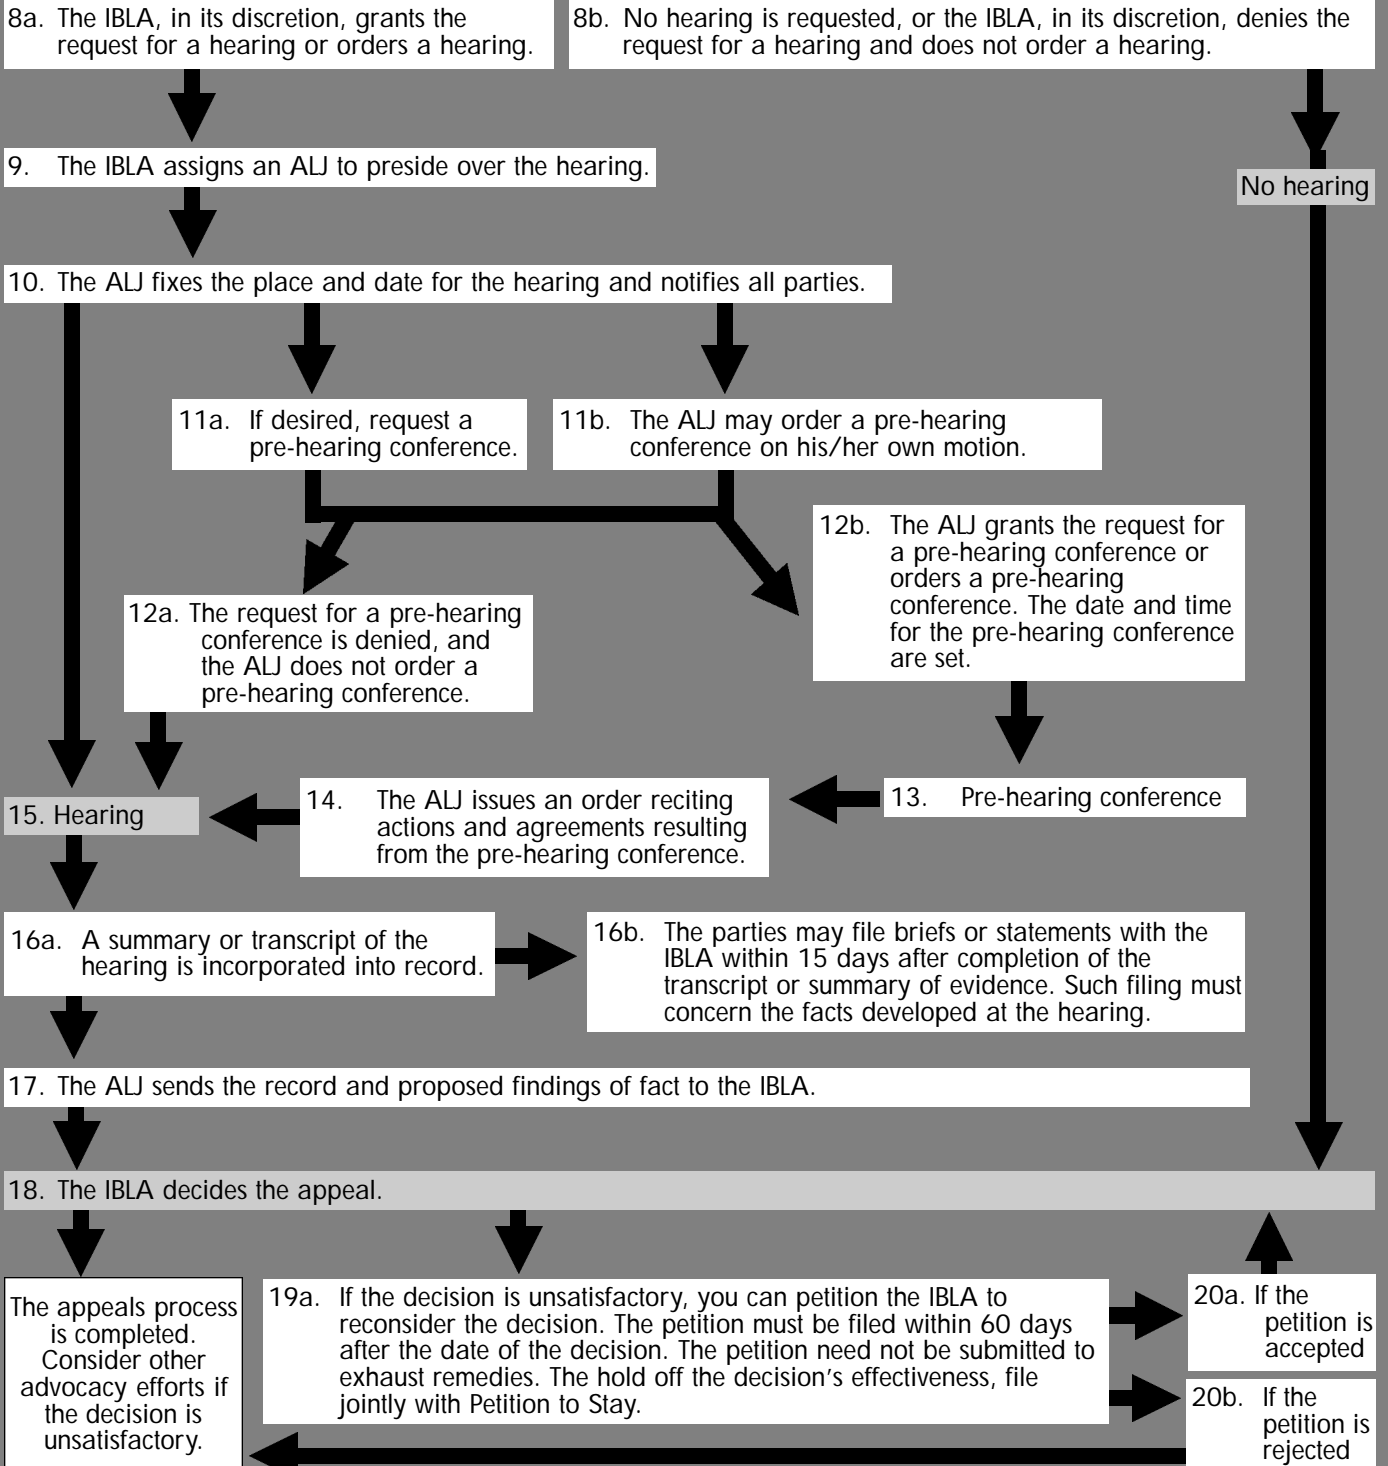 8a. The IBLA, in its discretion, grants the
request for a hearing or orders a hearing.
8b. No hearing is requested, or the IBLA, in its discretion, denies the
request for a hearing and does not order a hearing.
9. The IBLA assigns an ALJ to preside over the hearing.
No hearing
10. The ALJ fixes the place and date for the hearing and notifies all parties.
11a. If desired, request a
pre-hearing conference.
11b. The ALJ may order a pre-hearing
conference on his/her own motion.
12a. The request for a pre-hearing
conference is denied, and
the ALJ does not order a
pre-hearing conference.
12b. The ALJ grants the request for
a pre-hearing conference or
orders a pre-hearing
conference. The date and time
for the pre-hearing conference
are set.
13. Pre-hearing conference
14. The ALJ issues an order reciting
actions and agreements resulting
from the pre-hearing conference.
15. Hearing
16a. A summary or transcript of the
hearing is incorporated into record.
16b. The parties may file briefs or statements with the
IBLA within 15 days after completion of the
transcript or summary of evidence. Such filing must
concern the facts developed at the hearing.
17. The ALJ sends the record and proposed findings of fact to the IBLA.
18. The IBLA decides the appeal.
The appeals process
is completed.
Consider other
advocacy efforts if
the decision is
unsatisfactory.
19a. If the decision is unsatisfactory, you can petition the IBLA to
reconsider the decision. The petition must be filed within 60 days
after the date of the decision. The petition need not be submitted to
exhaust remedies. The hold off the decision's effectiveness, file
jointly with Petition to Stay.
20a. If the
petition is
accepted
20b. If the
petition is
rejected